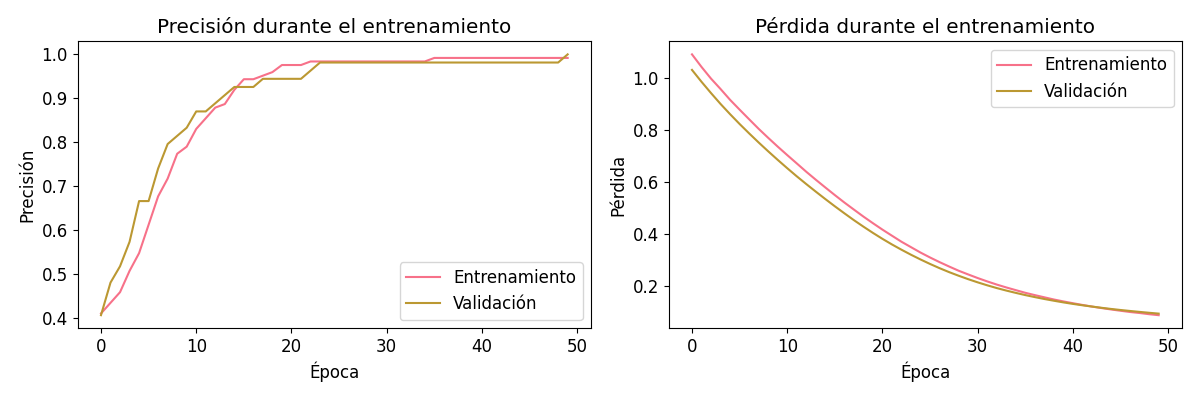 Precisión durante el entrenamiento
1.0
0.9
0.8
0.7
0.6
0.5
0.4
Precisión
Entrenamiento
Validación
0 10 20 30 40 50
Época
Pérdida durante el entrenamiento
1.0
0.8
0.6
0.4
0.2
Pérdida
Entrenamiento
Validación
0 10 20 30 40 50
Época